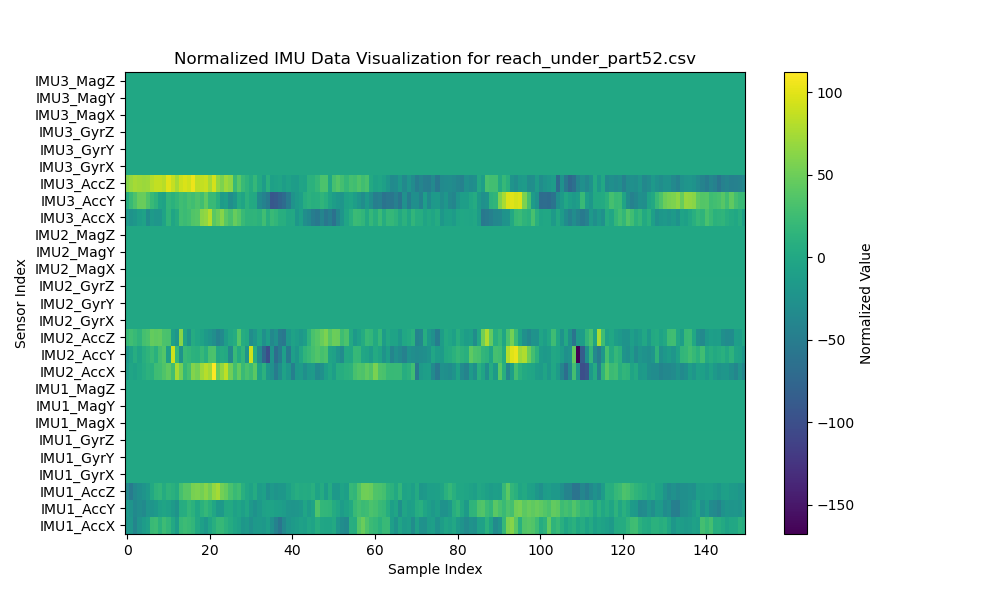 Normalized IMU Data Visualization for reach_under_part52.csv
IMU3_MagZ
IMU3_MagY
IMU3_MagX
IMU3_GyrZ
IMU3_GyrY
IMU3_GyrX
IMU3_AccZ
IMU3_AccY
IMU3_AccX
IMU2_MagZ
IMU2_MagY
IMU2_MagX
IMU2_GyrZ
IMU2_GyrY
IMU2_GyrX
IMU2_AccZ
IMU2_AccY
IMU2_AccX
IMU1_MagZ
IMU1_MagY
IMU1_MagX
IMU1_GyrZ
IMU1_GyrY
IMU1_GyrX
IMU1_AccZ
IMU1_AccY
IMU1_AccX
Sensor Index
0 20 40 60 80 100 120 140
Sample Index
100
50
0
−50
−100
−150
Normalized Value